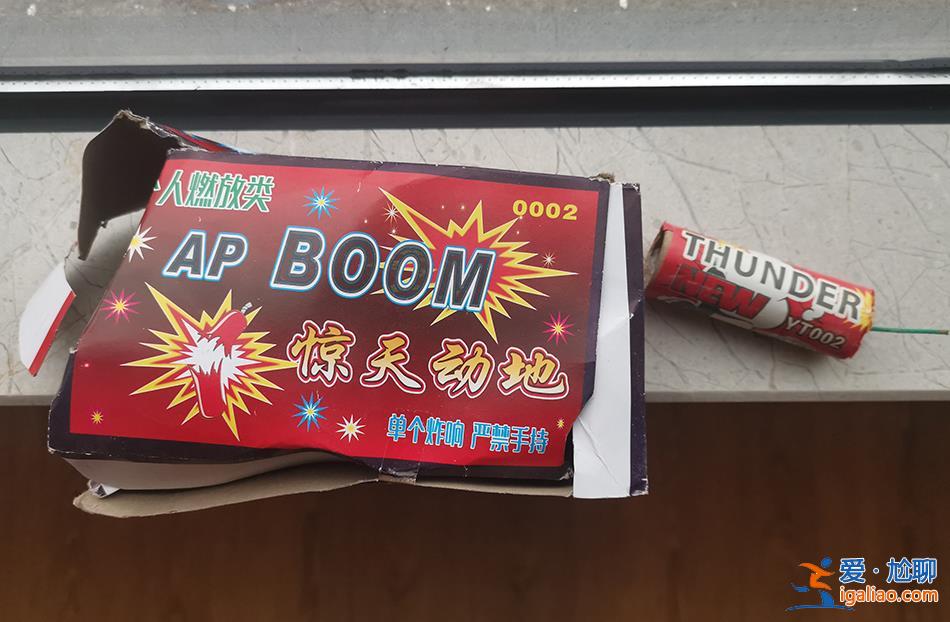 人燃放类
0002
AP BOOM
惊天动地
单个炸响 严禁手持
THUNDER
NEW
YT002
爱·尬聊
igaliao.com